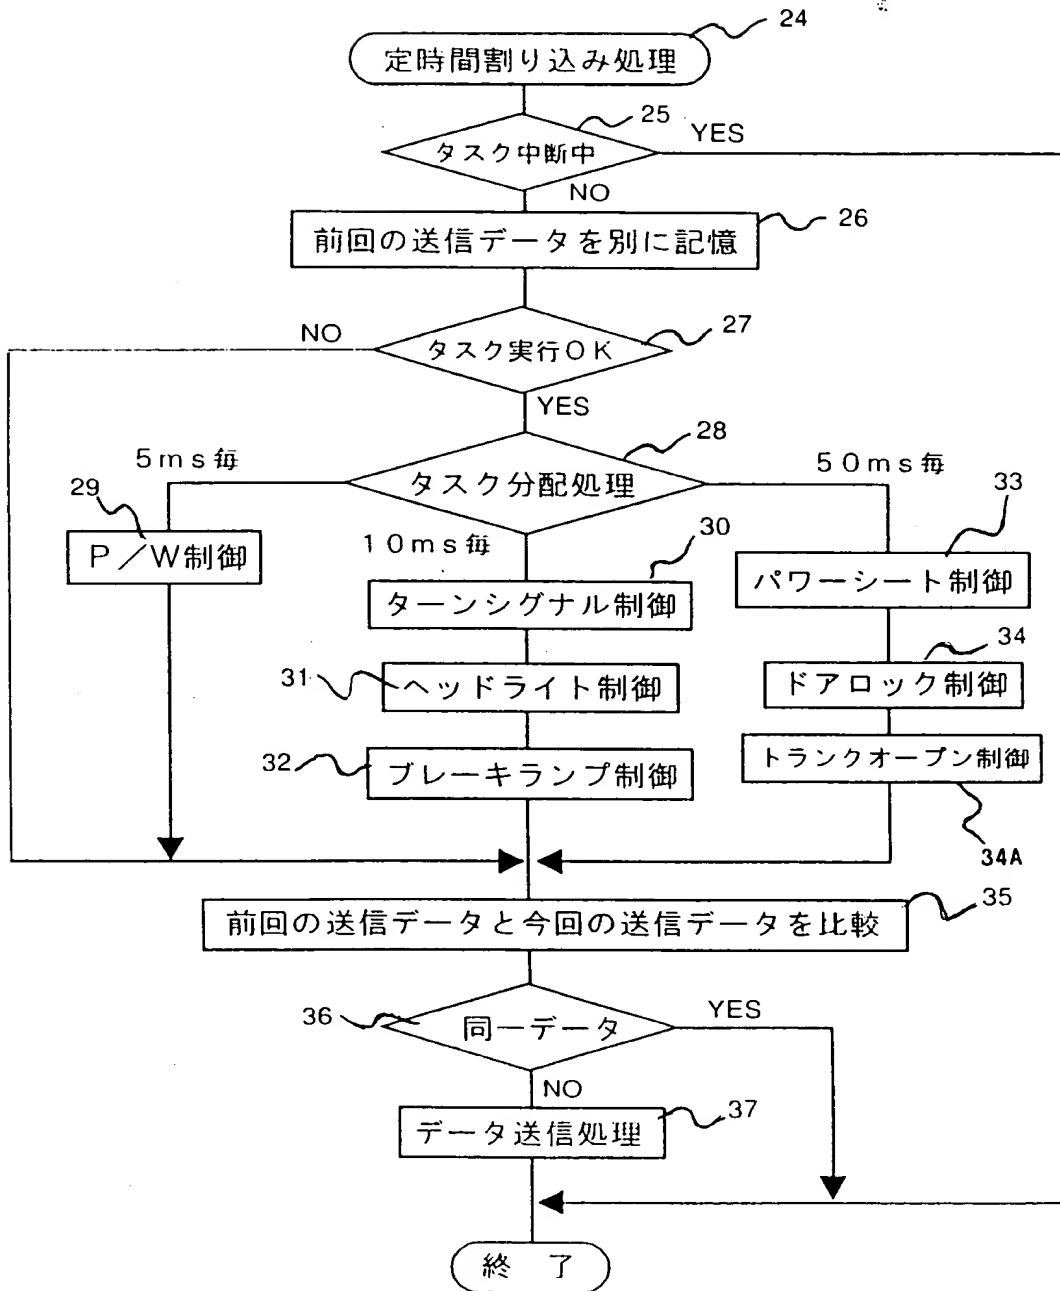 24
定時間割り込み処理
25
YES
タスク中断中
NO
26
前回の送信データを別に記憶
27
NO
タスク実行OK
YES
28
5ms毎
50ms毎
タスク分配処理
29
33
P/W制御
10ms毎
30
パワーシート制御
ターンシグナル制御
34
31
ヘッドライト制御
ドアロック制御
32
ブレーキランプ制御
トランクオープン制御
34A
35
前回の送信データと今回の送信データを比較
36
YES
同一データ
NO
37
データ送信処理
終 了